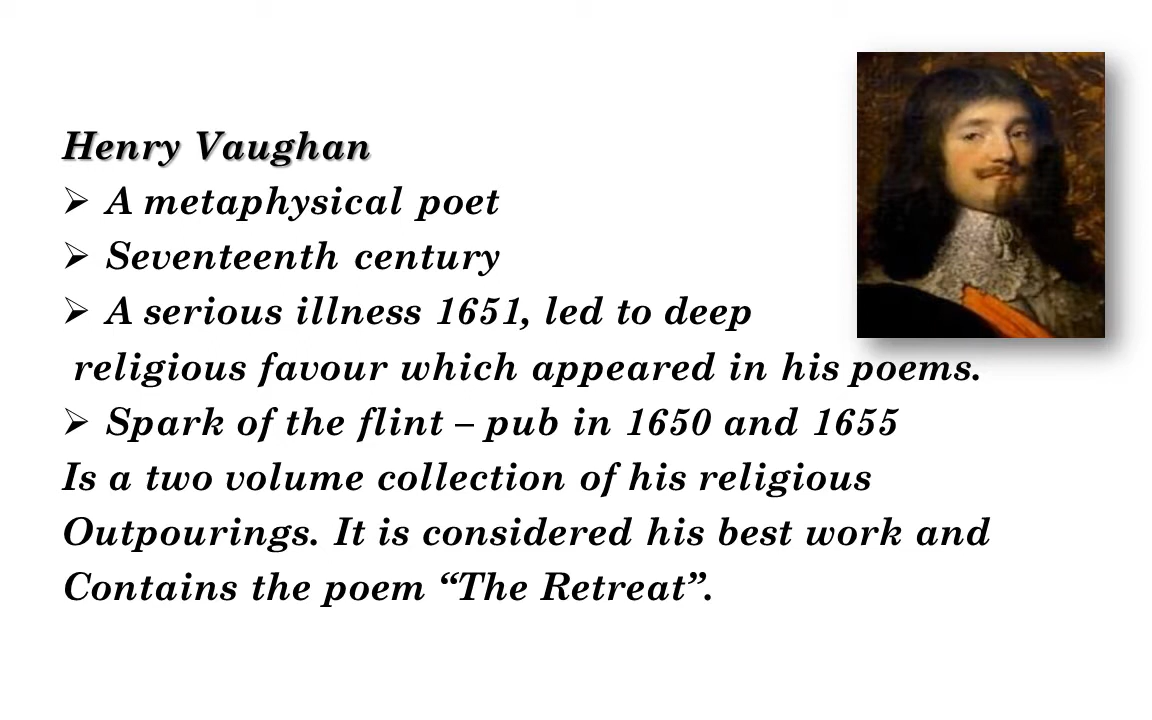 Henry Vaughan
➢ A metaphysical poet
➢ Seventeenth century
➢ A serious illness 1651, led to deep
religious favour which appeared in his poems.
➢ Spark of the flint – pub in 1650 and 1655
Is a two volume collection of his religious
Outpourings. It is considered his best work and
Contains the poem “The Retreat”.